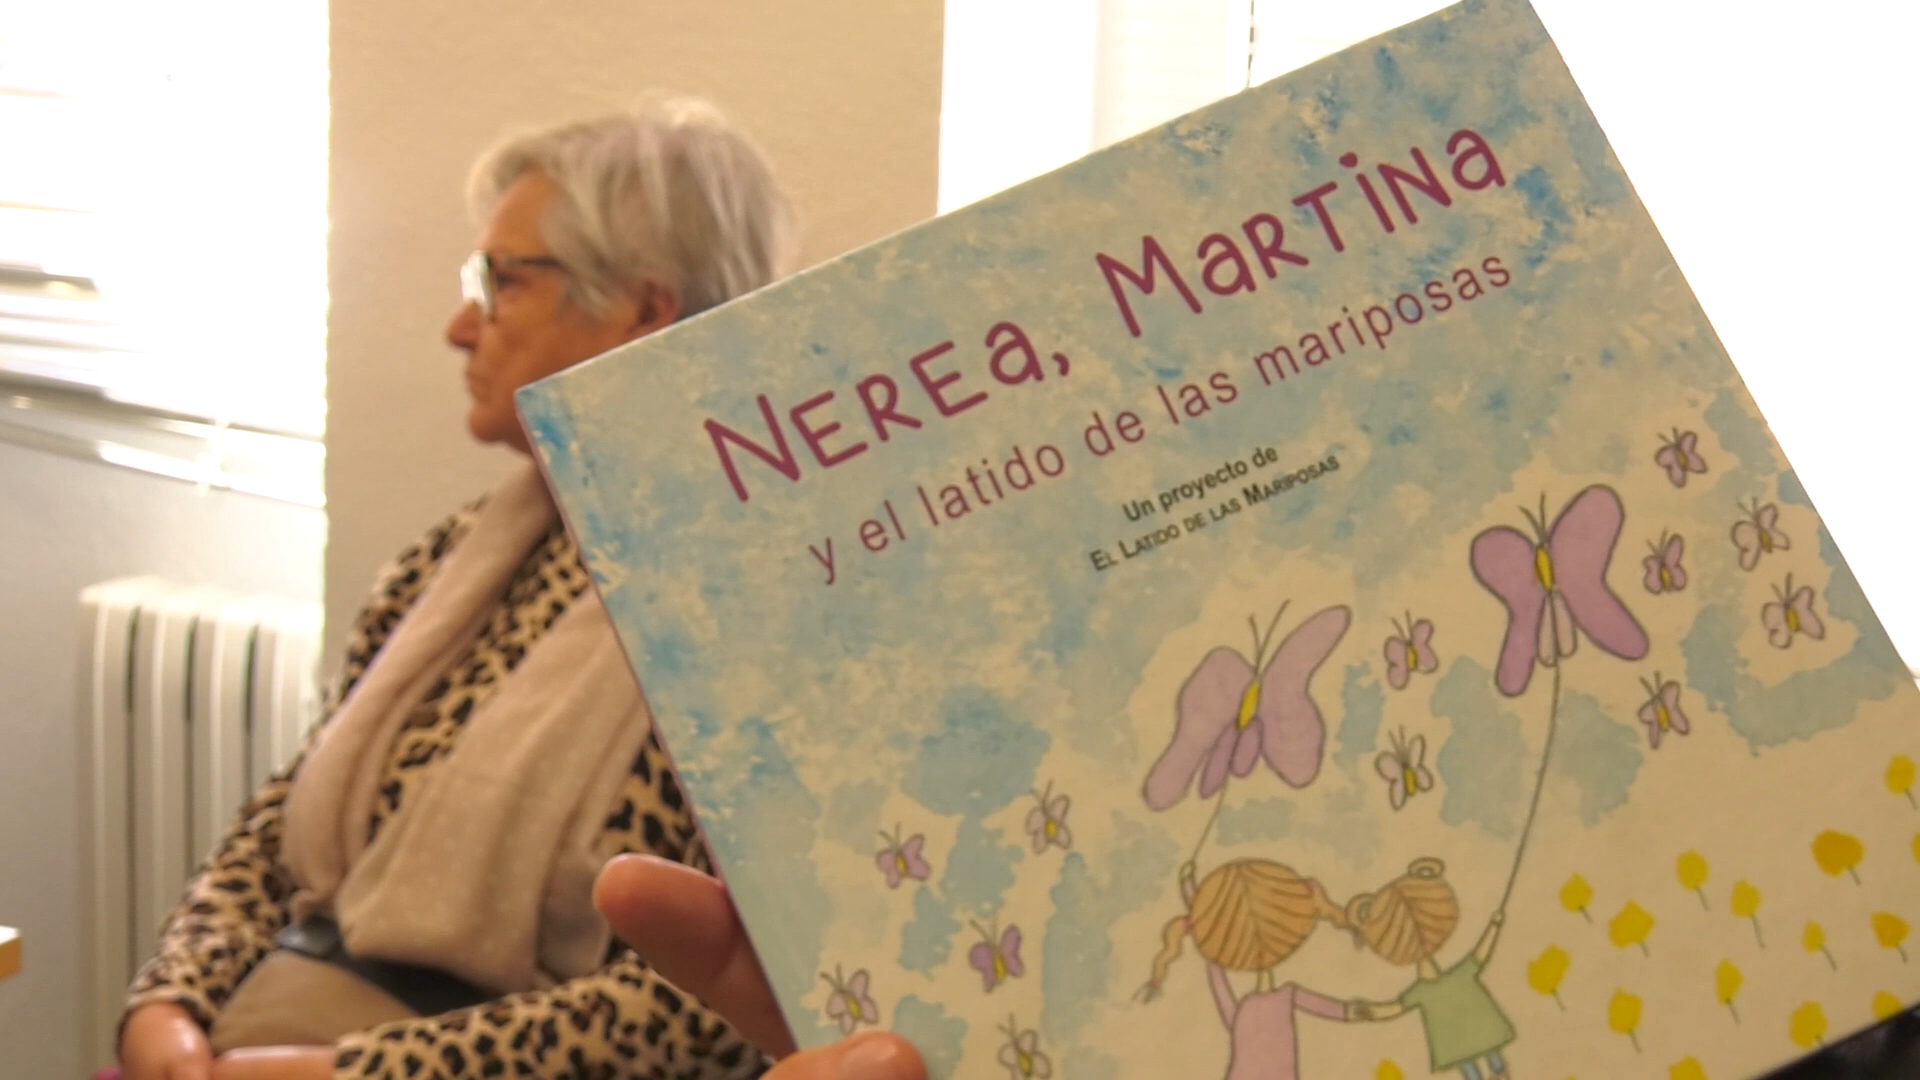 NEREa, MaRTiNa
y el latido de las mariposas
Un proyecto de
EL LATIDO DE LAS MARIPOSAS